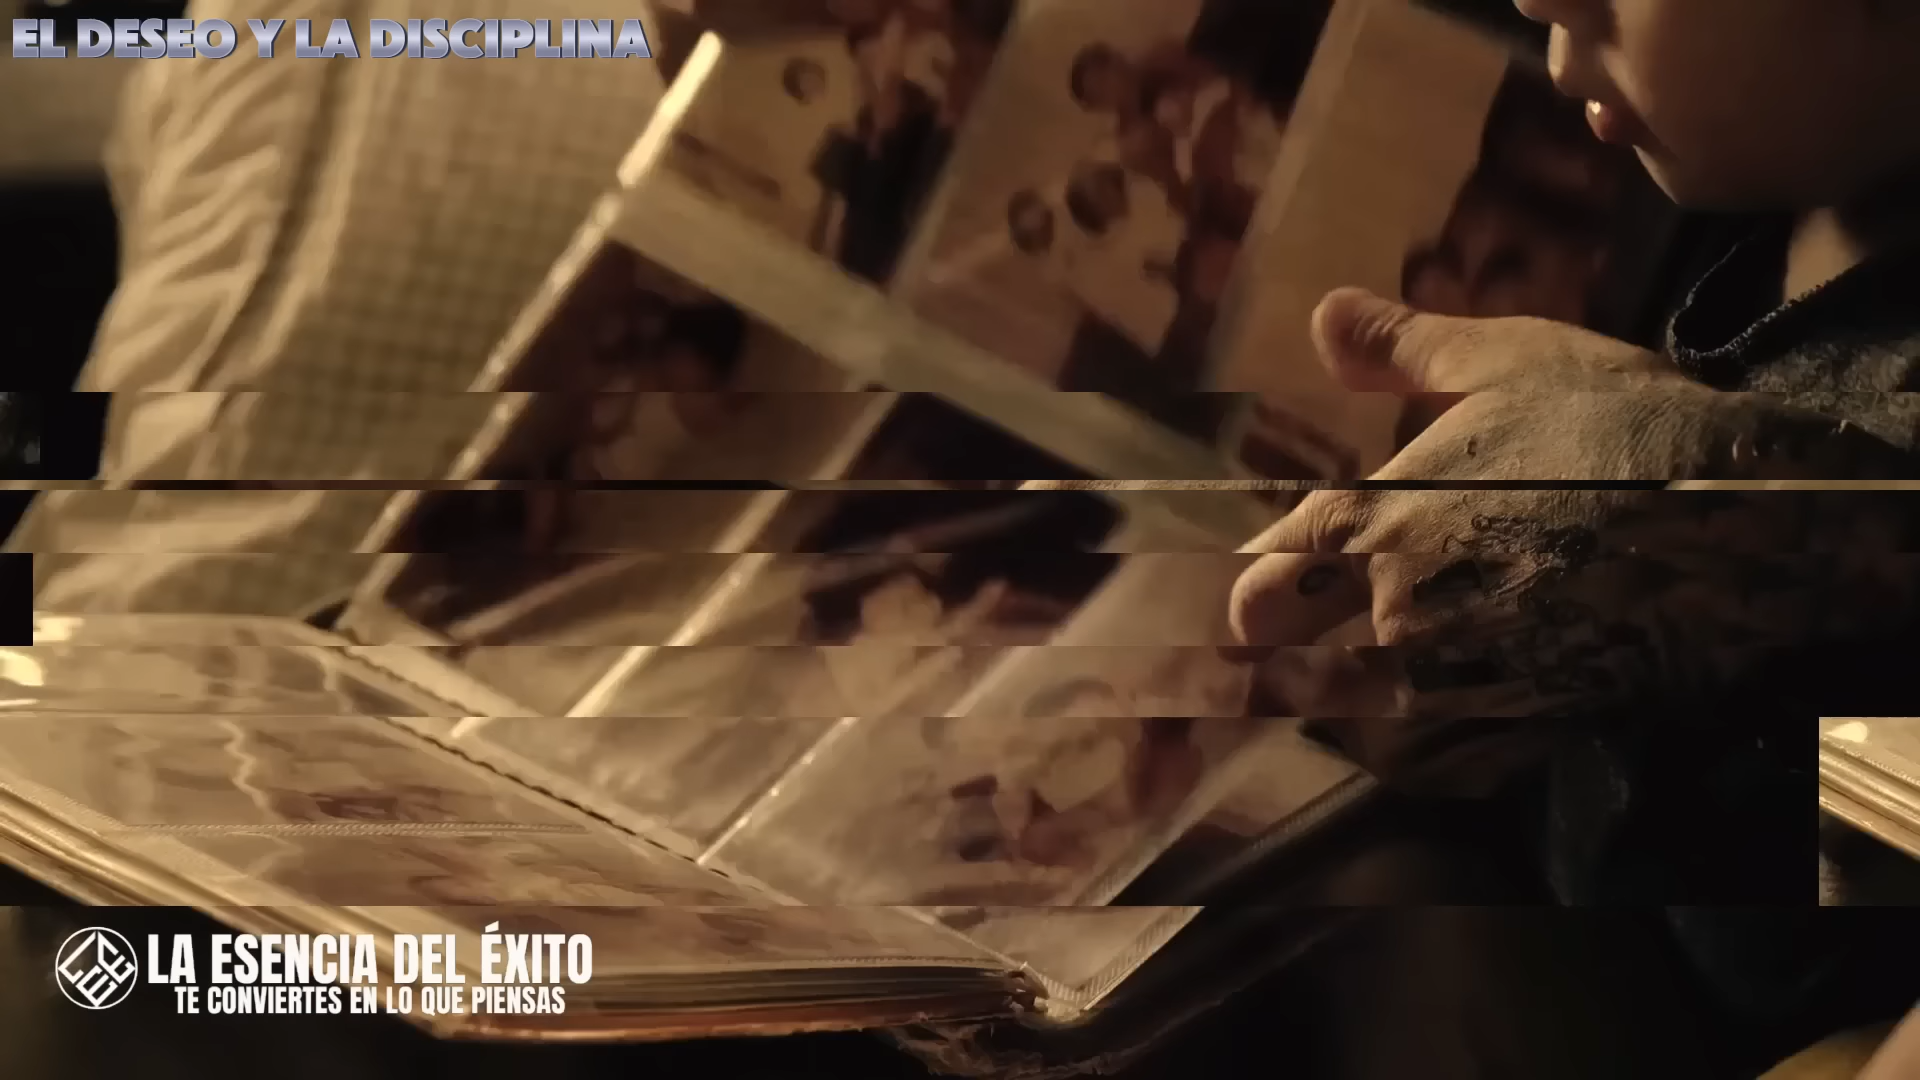 EL DESEO Y LA DISCIPLINA
LA ESENCIA DEL ÉXITO
TE CONVIERTES EN LO QUE PIENSAS